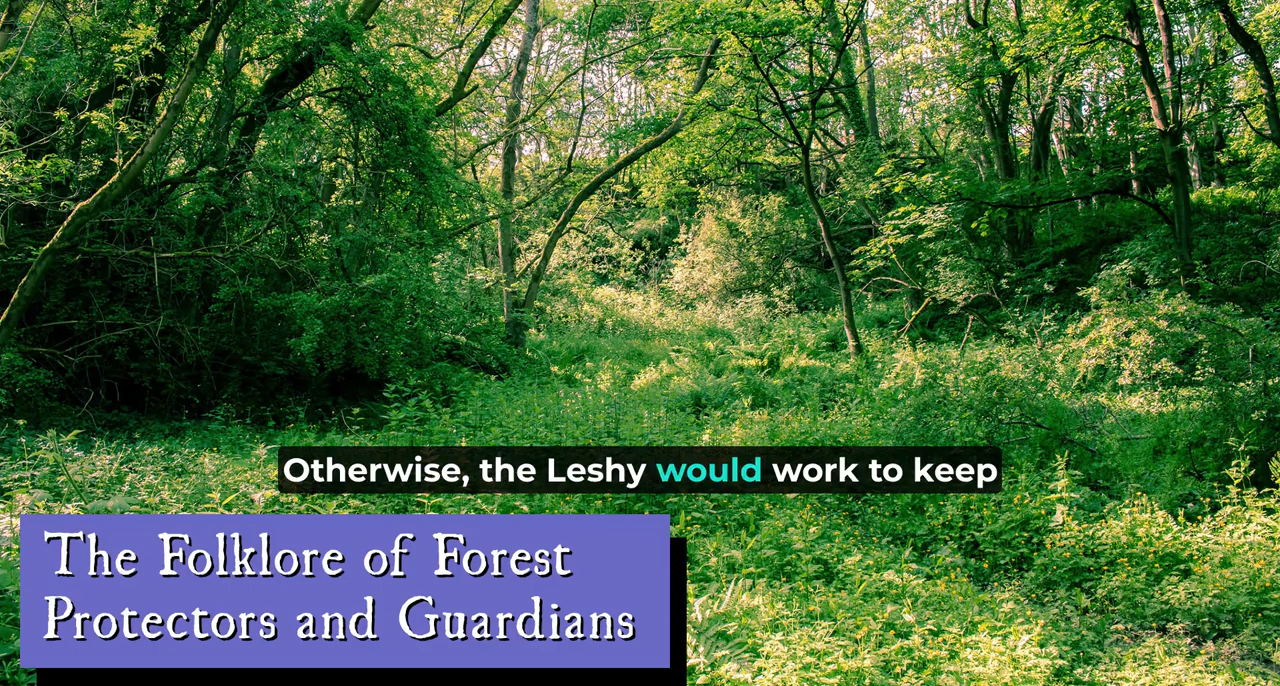 Otherwise, the Leshy would work to keep
The Folklore of Forest
Protectors and Guardians